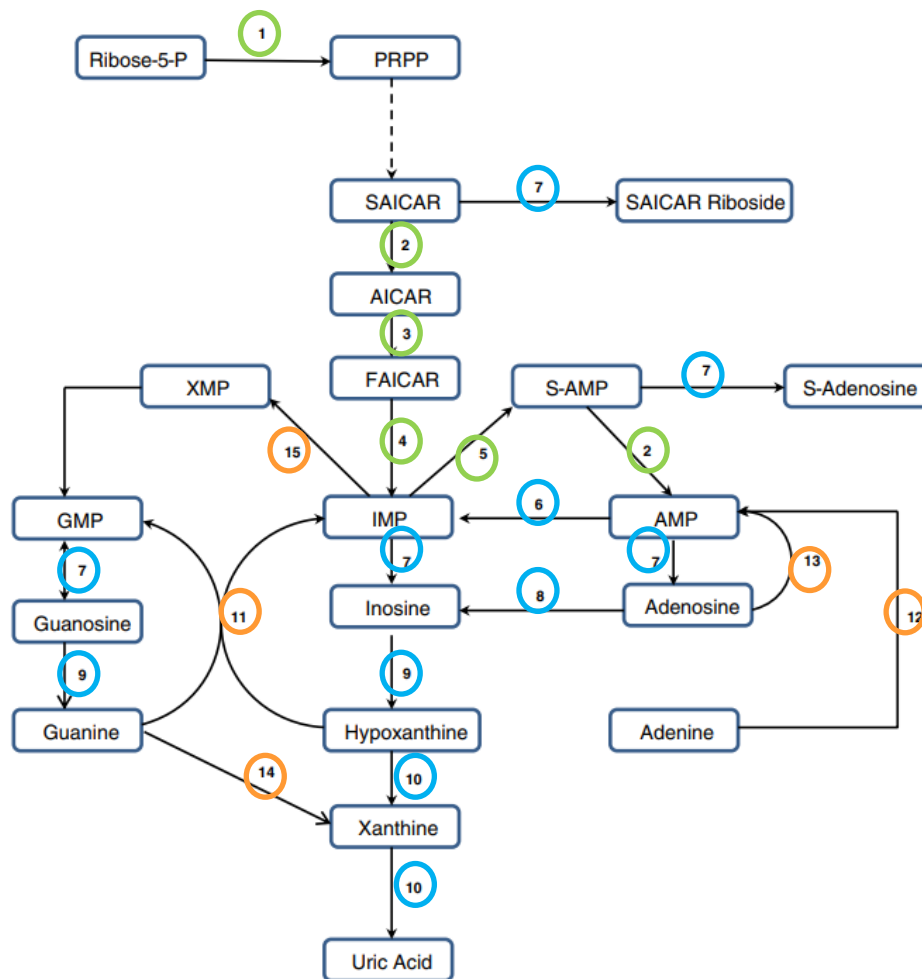 1
Ribose-5-P
PRPP
SAICAR
7
SAICAR Riboside
2
AICAR
3
FAICAR
XMP
S-AMP
7
S-Adenosine
15
4
5
2
GMP
IMP
6
AMP
7
7
7
13
Guanosine
Inosine
8
Adenosine
11
12
9
9
Guanine
Hypoxanthine
Adenine
14
10
Xanthine
10
Uric Acid